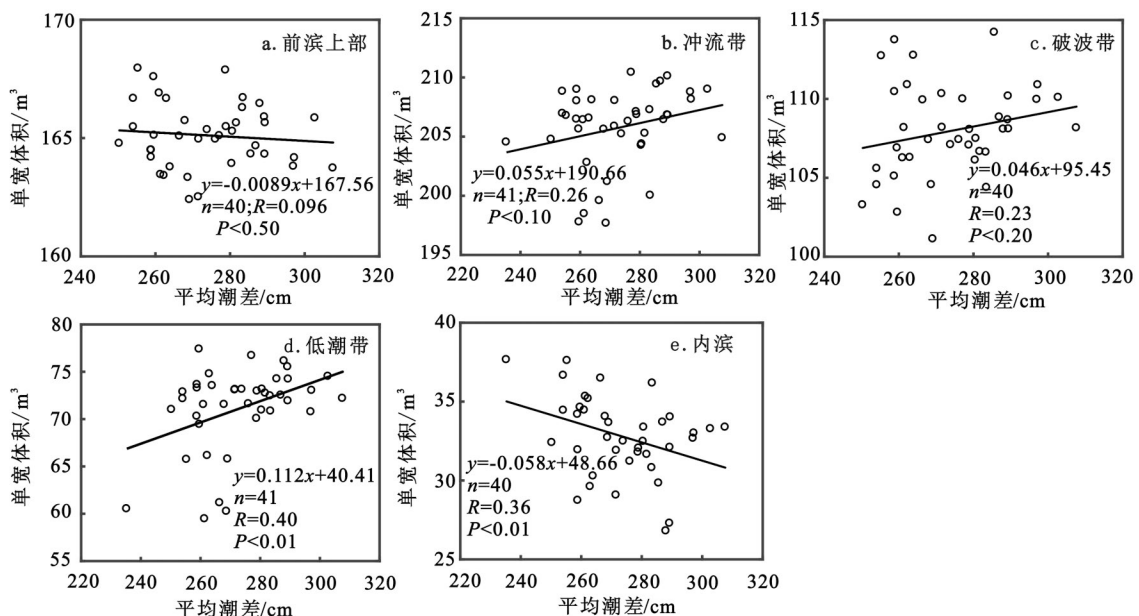 170
165
160
单宽体积/m³
a.前滨上部
y=-0.0089x+167.56
n=40;R=0.096
P<0.50
240 260 280 300 320
平均潮差/cm
215
210
205
200
195
单宽体积/m³
b.冲流带
y=0.055x+190.66
n=41;R=0.26
P<0.10
220 240 260 280 300 320
平均潮差/cm
115
110
105
100
单宽体积/m³
c.破波带
y=0.046x+95.45
n=40
R=0.23
P<0.20
240 260 280 300 320
平均潮差/cm
80
75
70
65
60
55
单宽体积/m³
d.低潮带
y=0.112x+40.41
n=41
R=0.40
P<0.01
220 240 260 280 300 320
平均潮差/cm
40
35
30
25
单宽体积/m³
e.内滨
y=-0.058x+48.66
n=40
R=0.36
P<0.01
220 240 260 280 300 320
平均潮差/cm